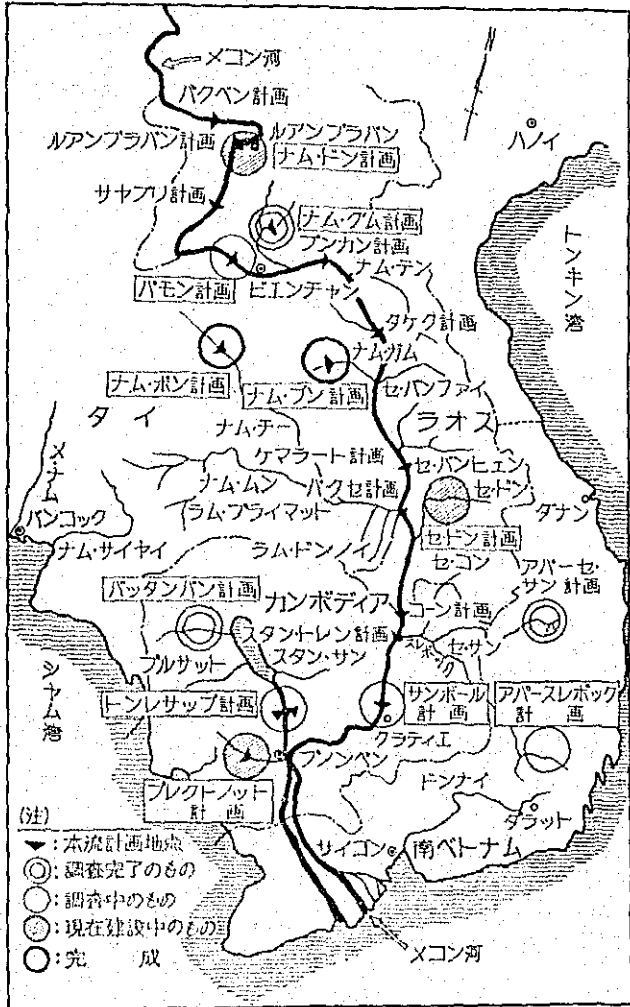 メコン河
パクベン計画
ルアンプラバン計画
ルアンプラバン
ナム・ドン計画
ハノイ
サヤブリ計画
ナム・グム計画
ブンカン計画
ナム・テン
パモン計画
ビエンチャン
トンキン湾
タケク計画
ナム・ガム
ナム・ポン計画
ナム・プン計画
セ・バンファイ
タイ
ラオス
ナム・チー
ケマラート計画
セ・バンヒェン
メナム
ナム・ムン
パクセ計画
セ・ドン
バンコック
ラム・プライマット
ダナン
ナム・サイヤイ
ラム・ドンノイ
セドン計画
セ・コン
アパーセ・
サン計画
バッタンバン計画
カンボディア
コーン計画
スタン・トレン計画
セ・サン
スレポック
プルサット
スタン・サン
シャム湾
トンレサップ計画
サンボール
計画
アパースレポック
計画
クラティエ
プノンペン
プレクトノット
計画
ドンナイ
ダラット
(注)
サイゴン
南ベトナム
:本流計画地点
:調査完了のもの
:調査中のもの
:現在建設中のもの
:完成
メコン河